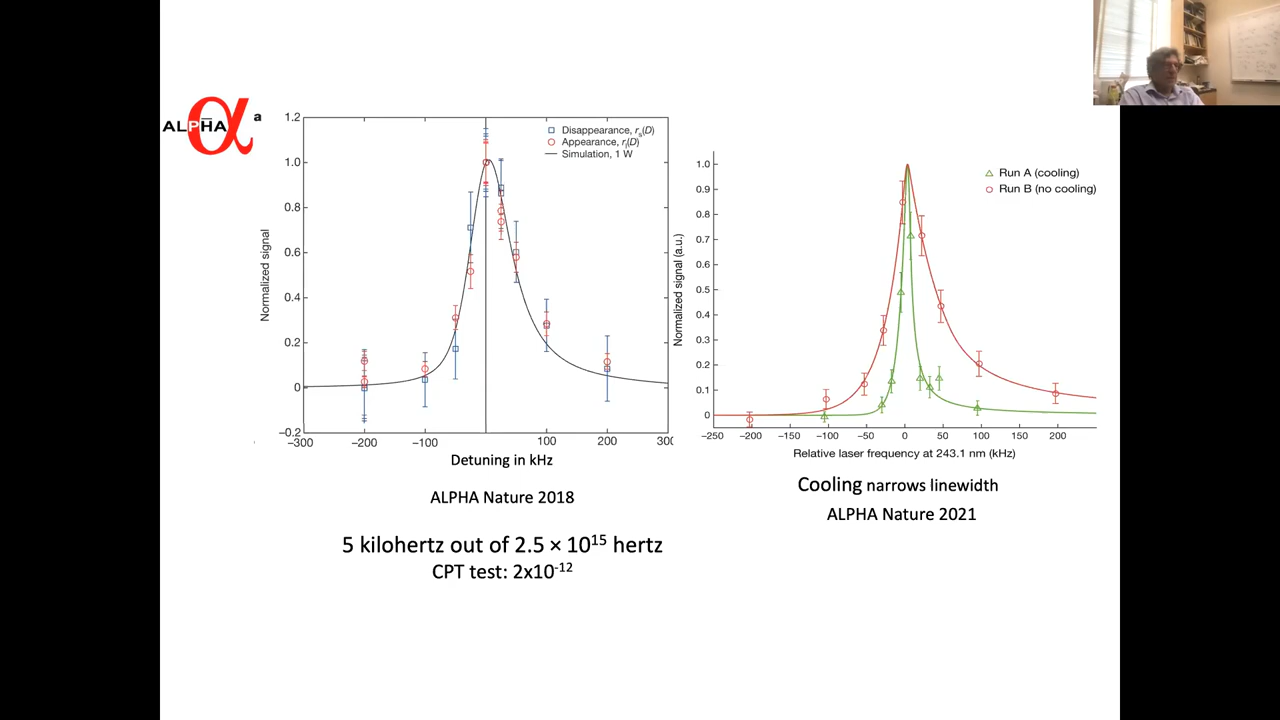 ALPHA
a
1.2
1.0
0.8
0.6
0.4
0.2
0
−0.2
−300
−200
−100
100
200
300
Normalized signal
Disappearance, rs(D)
Appearance, rl(D)
Simulation, 1 W
Detuning in kHz
ALPHA Nature 2018
5 kilohertz out of 2.5 × 10¹⁵ hertz
CPT test: 2x10⁻¹²
1.0
0.9
0.8
0.7
0.6
0.5
0.4
0.3
0.2
0.1
0
Normalized signal (a.u.)
Run A (cooling)
Run B (no cooling)
−250 −200 −150 −100 −50 0 50 100 150 200
Relative laser frequency at 243.1 nm (kHz)
Cooling narrows linewidth
ALPHA Nature 2021